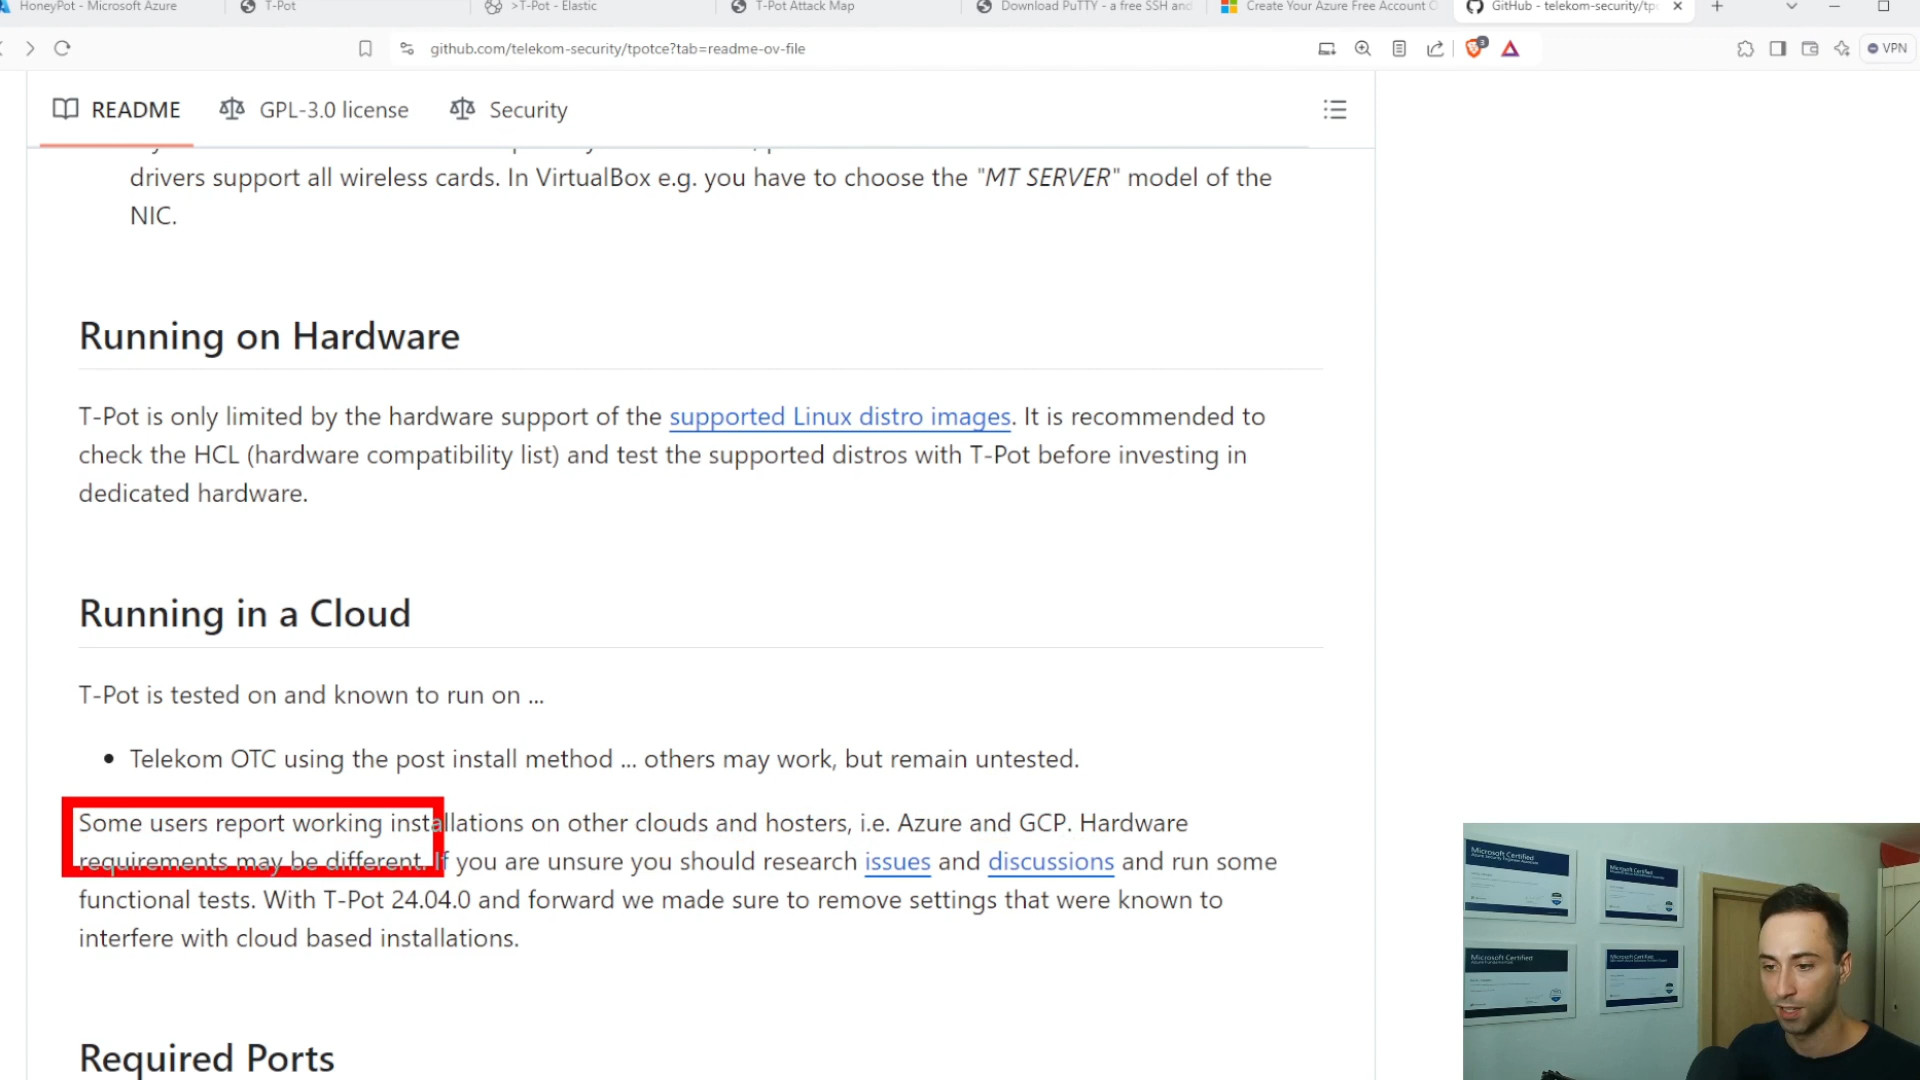 HoneyPot - Microsoft Azure
T-Pot
>T-Pot - Elastic
T-Pot Attack Map
Download PuTTY - a free SSH and
Create Your Azure Free Account O
GitHub - telekom-security/tpo
github.com/telekom-security/tpotce?tab=readme-ov-file
3
VPN
README
GPL-3.0 license
Security
drivers support all wireless cards. In VirtualBox e.g. you have to choose the "MT SERVER" model of the
NIC.
Running on Hardware
T-Pot is only limited by the hardware support of the supported Linux distro images. It is recommended to
check the HCL (hardware compatibility list) and test the supported distros with T-Pot before investing in
dedicated hardware.
Running in a Cloud
T-Pot is tested on and known to run on ...
• Telekom OTC using the post install method ... others may work, but remain untested.
Some users report working installations on other clouds and hosters, i.e. Azure and GCP. Hardware
requirements may be different. If you are unsure you should research issues and discussions and run some
functional tests. With T-Pot 24.04.0 and forward we made sure to remove settings that were known to
interfere with cloud based installations.
Required Ports
Microsoft Certified
Microsoft Certified
Microsoft Certified
Microsoft Certified